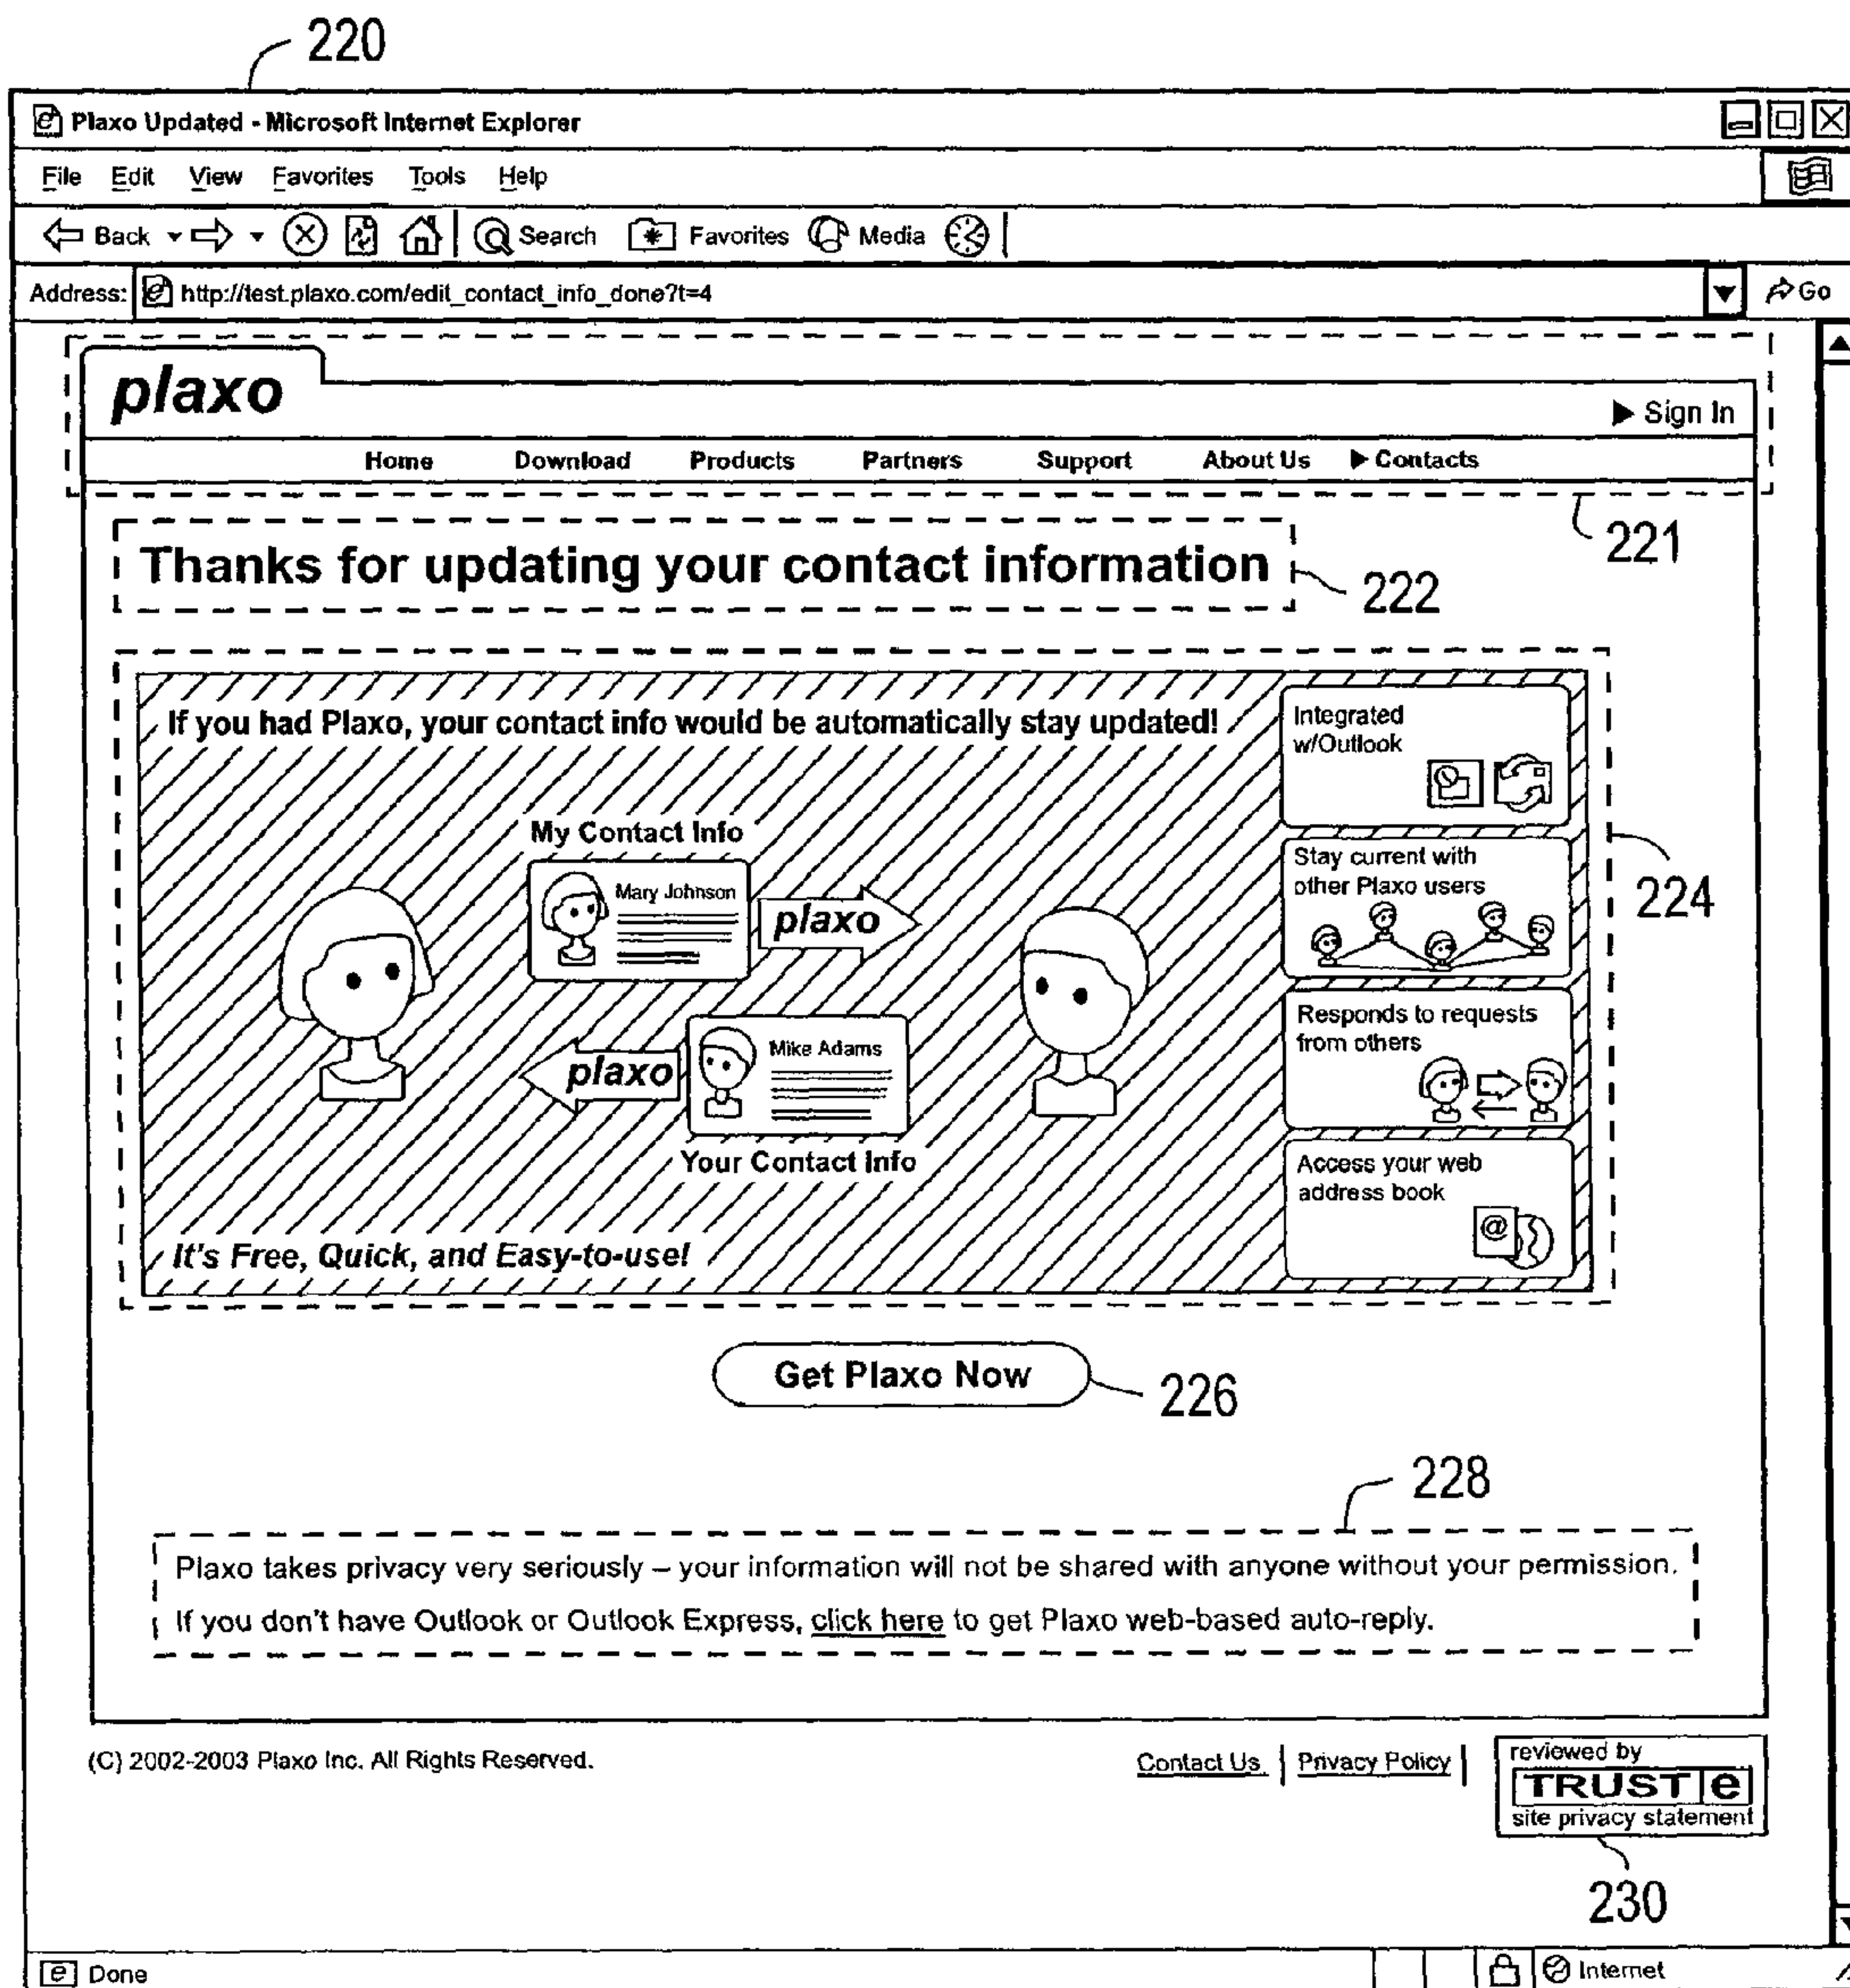 220
Plaxo Updated - Microsoft Internet Explorer
File Edit View Favorites Tools Help
Back Search Favorites Media
Address: http://test.plaxo.com/edit_contact_info_done?t=4 Go
plaxo
Sign In
Home Download Products Partners Support About Us Contacts
221
Thanks for updating your contact information
222
If you had Plaxo, your contact info would be automatically stay updated!
My Contact Info
Mary Johnson
plaxo
plaxo
Mike Adams
Your Contact Info
It's Free, Quick, and Easy-to-use!
Integrated
w/Outlook
Stay current with
other Plaxo users
Responds to requests
from others
Access your web
address book
@
224
Get Plaxo Now
226
228
Plaxo takes privacy very seriously – your information will not be shared with anyone without your permission.
If you don't have Outlook or Outlook Express, click here to get Plaxo web-based auto-reply.
(C) 2002-2003 Plaxo Inc. All Rights Reserved.
Contact Us. | Privacy Policy |
reviewed by
TRUST e
site privacy statement
230
Done
Internet